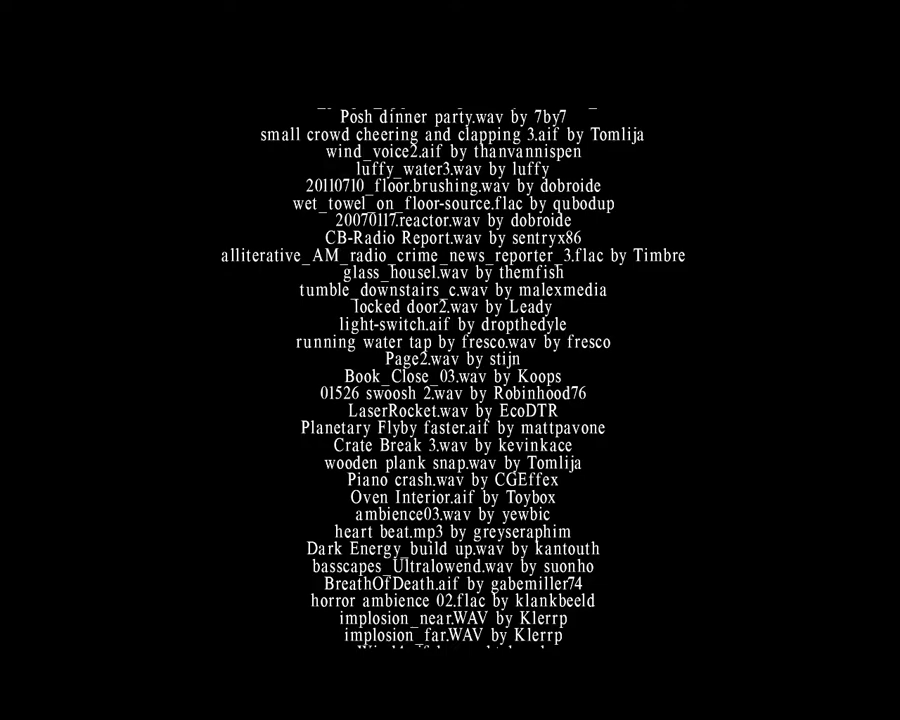 Posh dinner party.wav by 7by7
small crowd cheering and clapping 3.aif by Tomlija
wind_voice2.aif by thanvannispen
luffy_water3.wav by luffy
20110710_floor.brushing.wav by dobroide
wet_towel_on_floor-source.flac by qubodup
20070117.reactor.wav by dobroide
CB-Radio Report.wav by sentryx86
alliterative_AM_radio_crime_news_reporter_3.flac by Timbre
glass_house1.wav by themfish
tumble_downstairs_c.wav by malexmedia
locked door2.wav by Leady
light-switch.aif by dropthedyle
running water tap by fresco.wav by fresco
Page2.wav by stijn
Book_Close_03.wav by Koops
01526 swoosh 2.wav by Robinhood76
LaserRocket.wav by EcoDTR
Planetary Flyby faster.aif by mattpavone
Crate Break 3.wav by kevinkace
wooden plank snap.wav by Tomlija
Piano crash.wav by CGEffex
Oven Interior.aif by Toybox
ambience03.wav by yewbic
heart beat.mp3 by greyseraphim
Dark Energy_build up.wav by kantouth
basscapes_Ultralowend.wav by suonho
BreathOfDeath.aif by gabemiller74
horror ambience 02.flac by klankbeeld
implosion_near.WAV by Klerrp
implosion_far.WAV by Klerrp